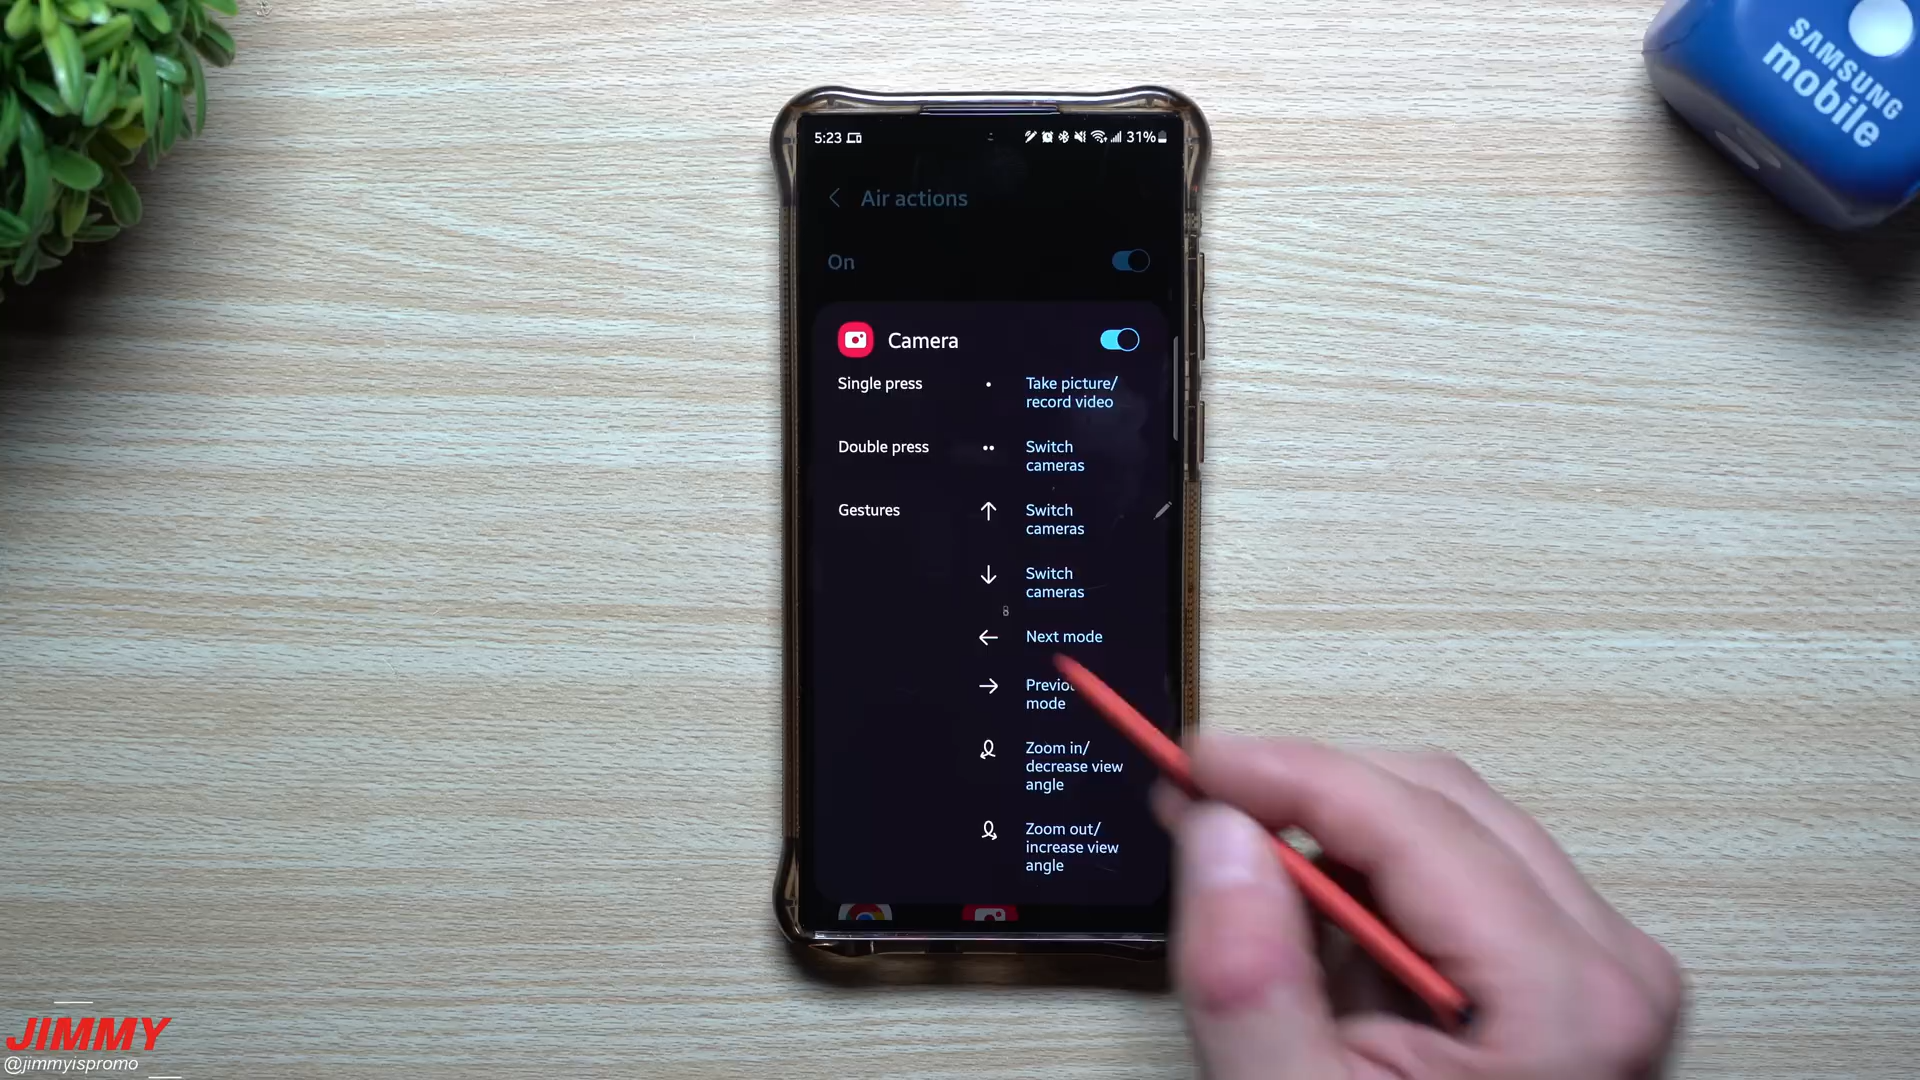 SAMSUNG
mobile
5:23
31%
Air actions
On
Camera
Single press
Take picture/
record video
Double press
Switch
cameras
Gestures
Switch
cameras
Switch
cameras
Next mode
mode
Zoom in/
decrease view
angle
Zoom out/
increase view
angle
JIMMY
@jimmyispromo